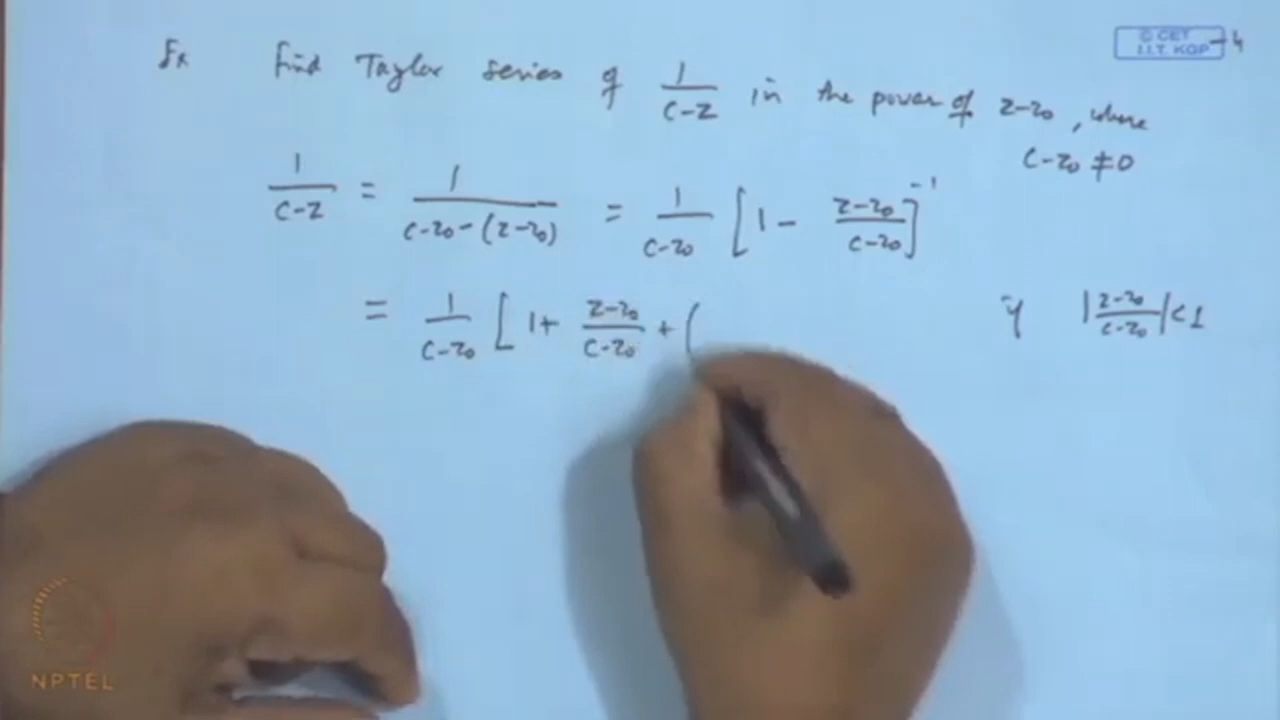 © CET
I.I.T. KGP
-4
Ex Find Taylor series of 1/(c-z) in the power of z-z₀, where
c-z₀ ≠ 0
1/(c-z) = 1/(c-z₀-(z-z₀)) = 1/(c-z₀) [1 - (z-z₀)/(c-z₀)]⁻¹
= 1/(c-z₀) [1+ (z-z₀)/(c-z₀) + ( if |(z-z₀)/(c-z₀)|<1
NPTEL